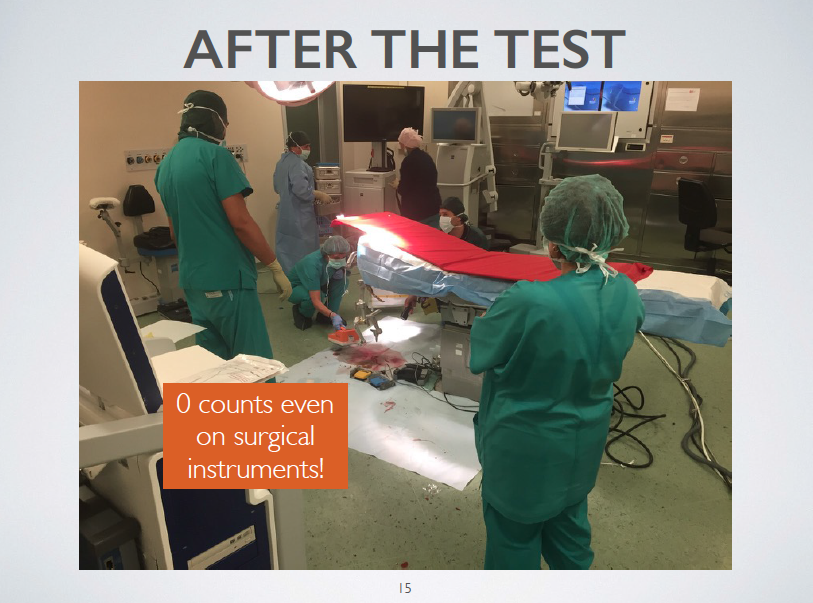 AFTER THE TEST
0 counts even
on surgical
instruments!
15